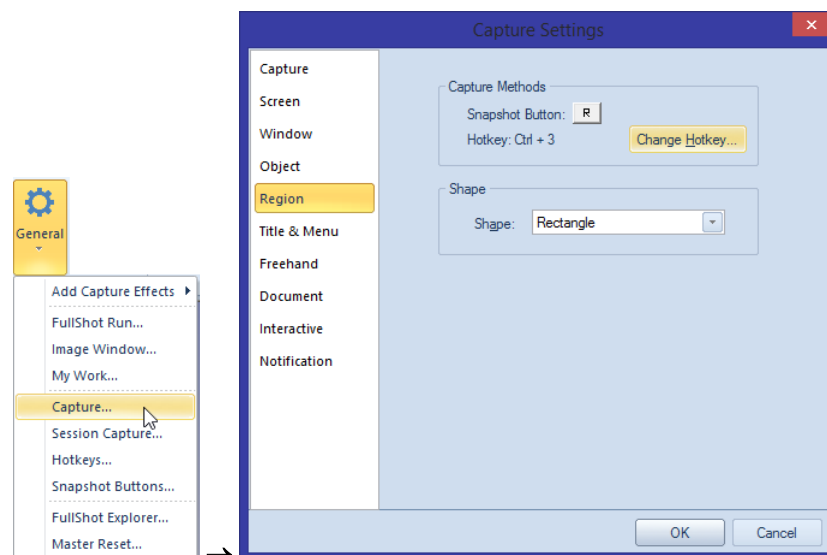 General
Add Capture Effects
FullShot Run...
Image Window...
My Work...
Capture...
Session Capture...
Hotkeys...
Snapshot Buttons...
FullShot Explorer...
Master Reset...
→
Capture Settings
Capture
Screen
Window
Object
Region
Title & Menu
Freehand
Document
Interactive
Notification
Capture Methods
Snapshot Button: R
Hotkey: Ctrl + 3 Change Hotkey...
Shape
Shape: Rectangle
OK Cancel